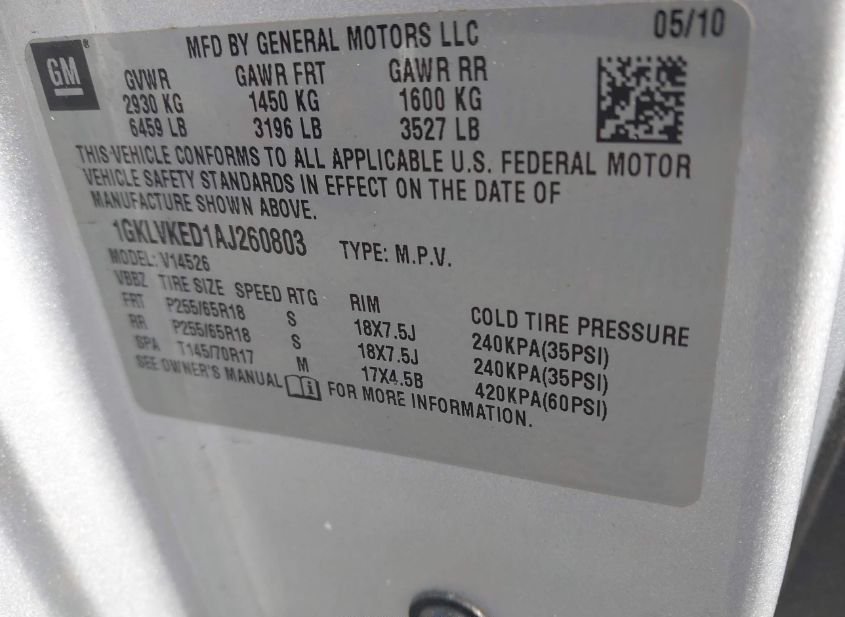 GM
MFD BY GENERAL MOTORS LLC 05/10
GVWR GAWR FRT GAWR RR
2930 KG 1450 KG 1600 KG
6459 LB 3196 LB 3527 LB
THIS VEHICLE CONFORMS TO ALL APPLICABLE U.S. FEDERAL MOTOR
VEHICLE SAFETY STANDARDS IN EFFECT ON THE DATE OF
MANUFACTURE SHOWN ABOVE.
1GKLVKED1AJ260803 TYPE: M.P.V.
MODEL: V14526
VBBZ TIRE SIZE SPEED RTG RIM COLD TIRE PRESSURE
FRT P255/65R18 S 18X7.5J 240KPA(35PSI)
RR P255/65R18 S 18X7.5J 240KPA(35PSI)
SPA T145/70R17 M 17X4.5B 420KPA(60PSI)
SEE OWNER'S MANUAL FOR MORE INFORMATION.